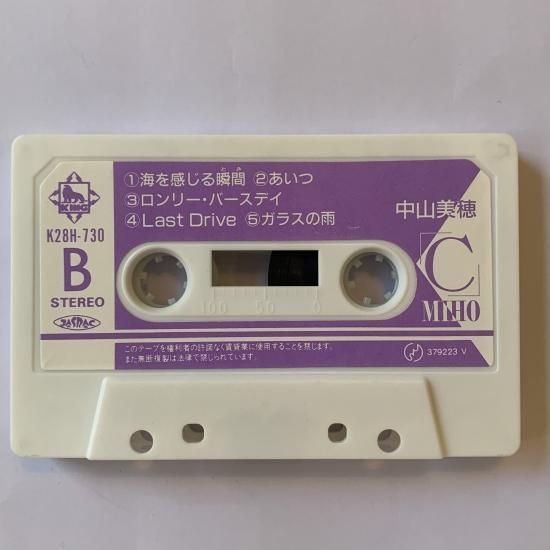 ①海を感じる瞬間 ②あいつ
③ロンリー・バースデイ
④Last Drive ⑤ガラスの雨
中山美穂
KING
K28H-730
B
STEREO
JASRAC
C
MIHO
100 50 0
このテープを権利者の許諾なく賃貸業に使用することを禁じます。
また無断複製は法律で禁じられています。
379223 V